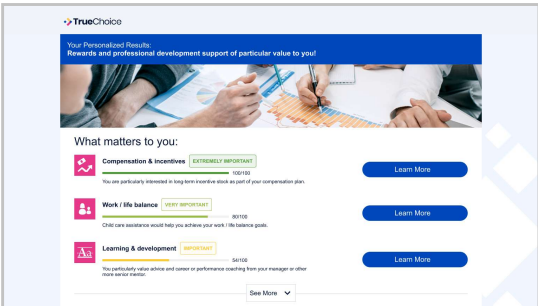 TrueChoice
Your Personalized Results:
Rewards and professional development support of particular value to you!
What matters to you:
Compensation & incentives EXTREMELY IMPORTANT
100/100
Learn More
You are particularly interested in long-term incentive stock as part of your compensation plan.
Work / life balance VERY IMPORTANT
80/100
Learn More
Child care assistance would help you achieve your work / life balance goals.
Aa
Learning & development IMPORTANT
54/100
Learn More
You particularly value advice and career or performance coaching from your manager or other
more senior mentor.
See More